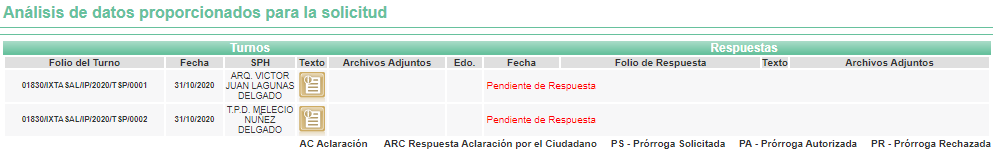 Análisis de datos proporcionados para la solicitud
Turnos Respuestas
Folio del Turno Fecha SPH Texto Archivos Adjuntos Edo. Fecha Folio de Respuesta Texto Archivos Adjuntos
ARQ. VICTOR
01830/IXTASAL/IP/2020/TSP/0001 31/10/2020 JUAN LAGUNAS Pendiente de Respuesta
DELGADO
T.P.D. MELECIO
01830/IXTASAL/IP/2020/TSP/0002 31/10/2020 NUÑEZ Pendiente de Respuesta
DELGADO
AC Aclaración ARC Respuesta Aclaración por el Ciudadano PS - Prórroga Solicitada PA - Prórroga Autorizada PR - Prórroga Rechazada